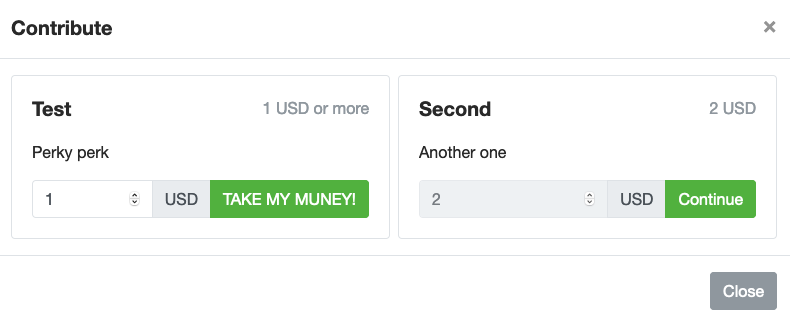 Contribute ×
Test 1 USD or more
Perky perk
1 USD TAKE MY MUNEY!
Second 2 USD
Another one
2 USD Continue
Close